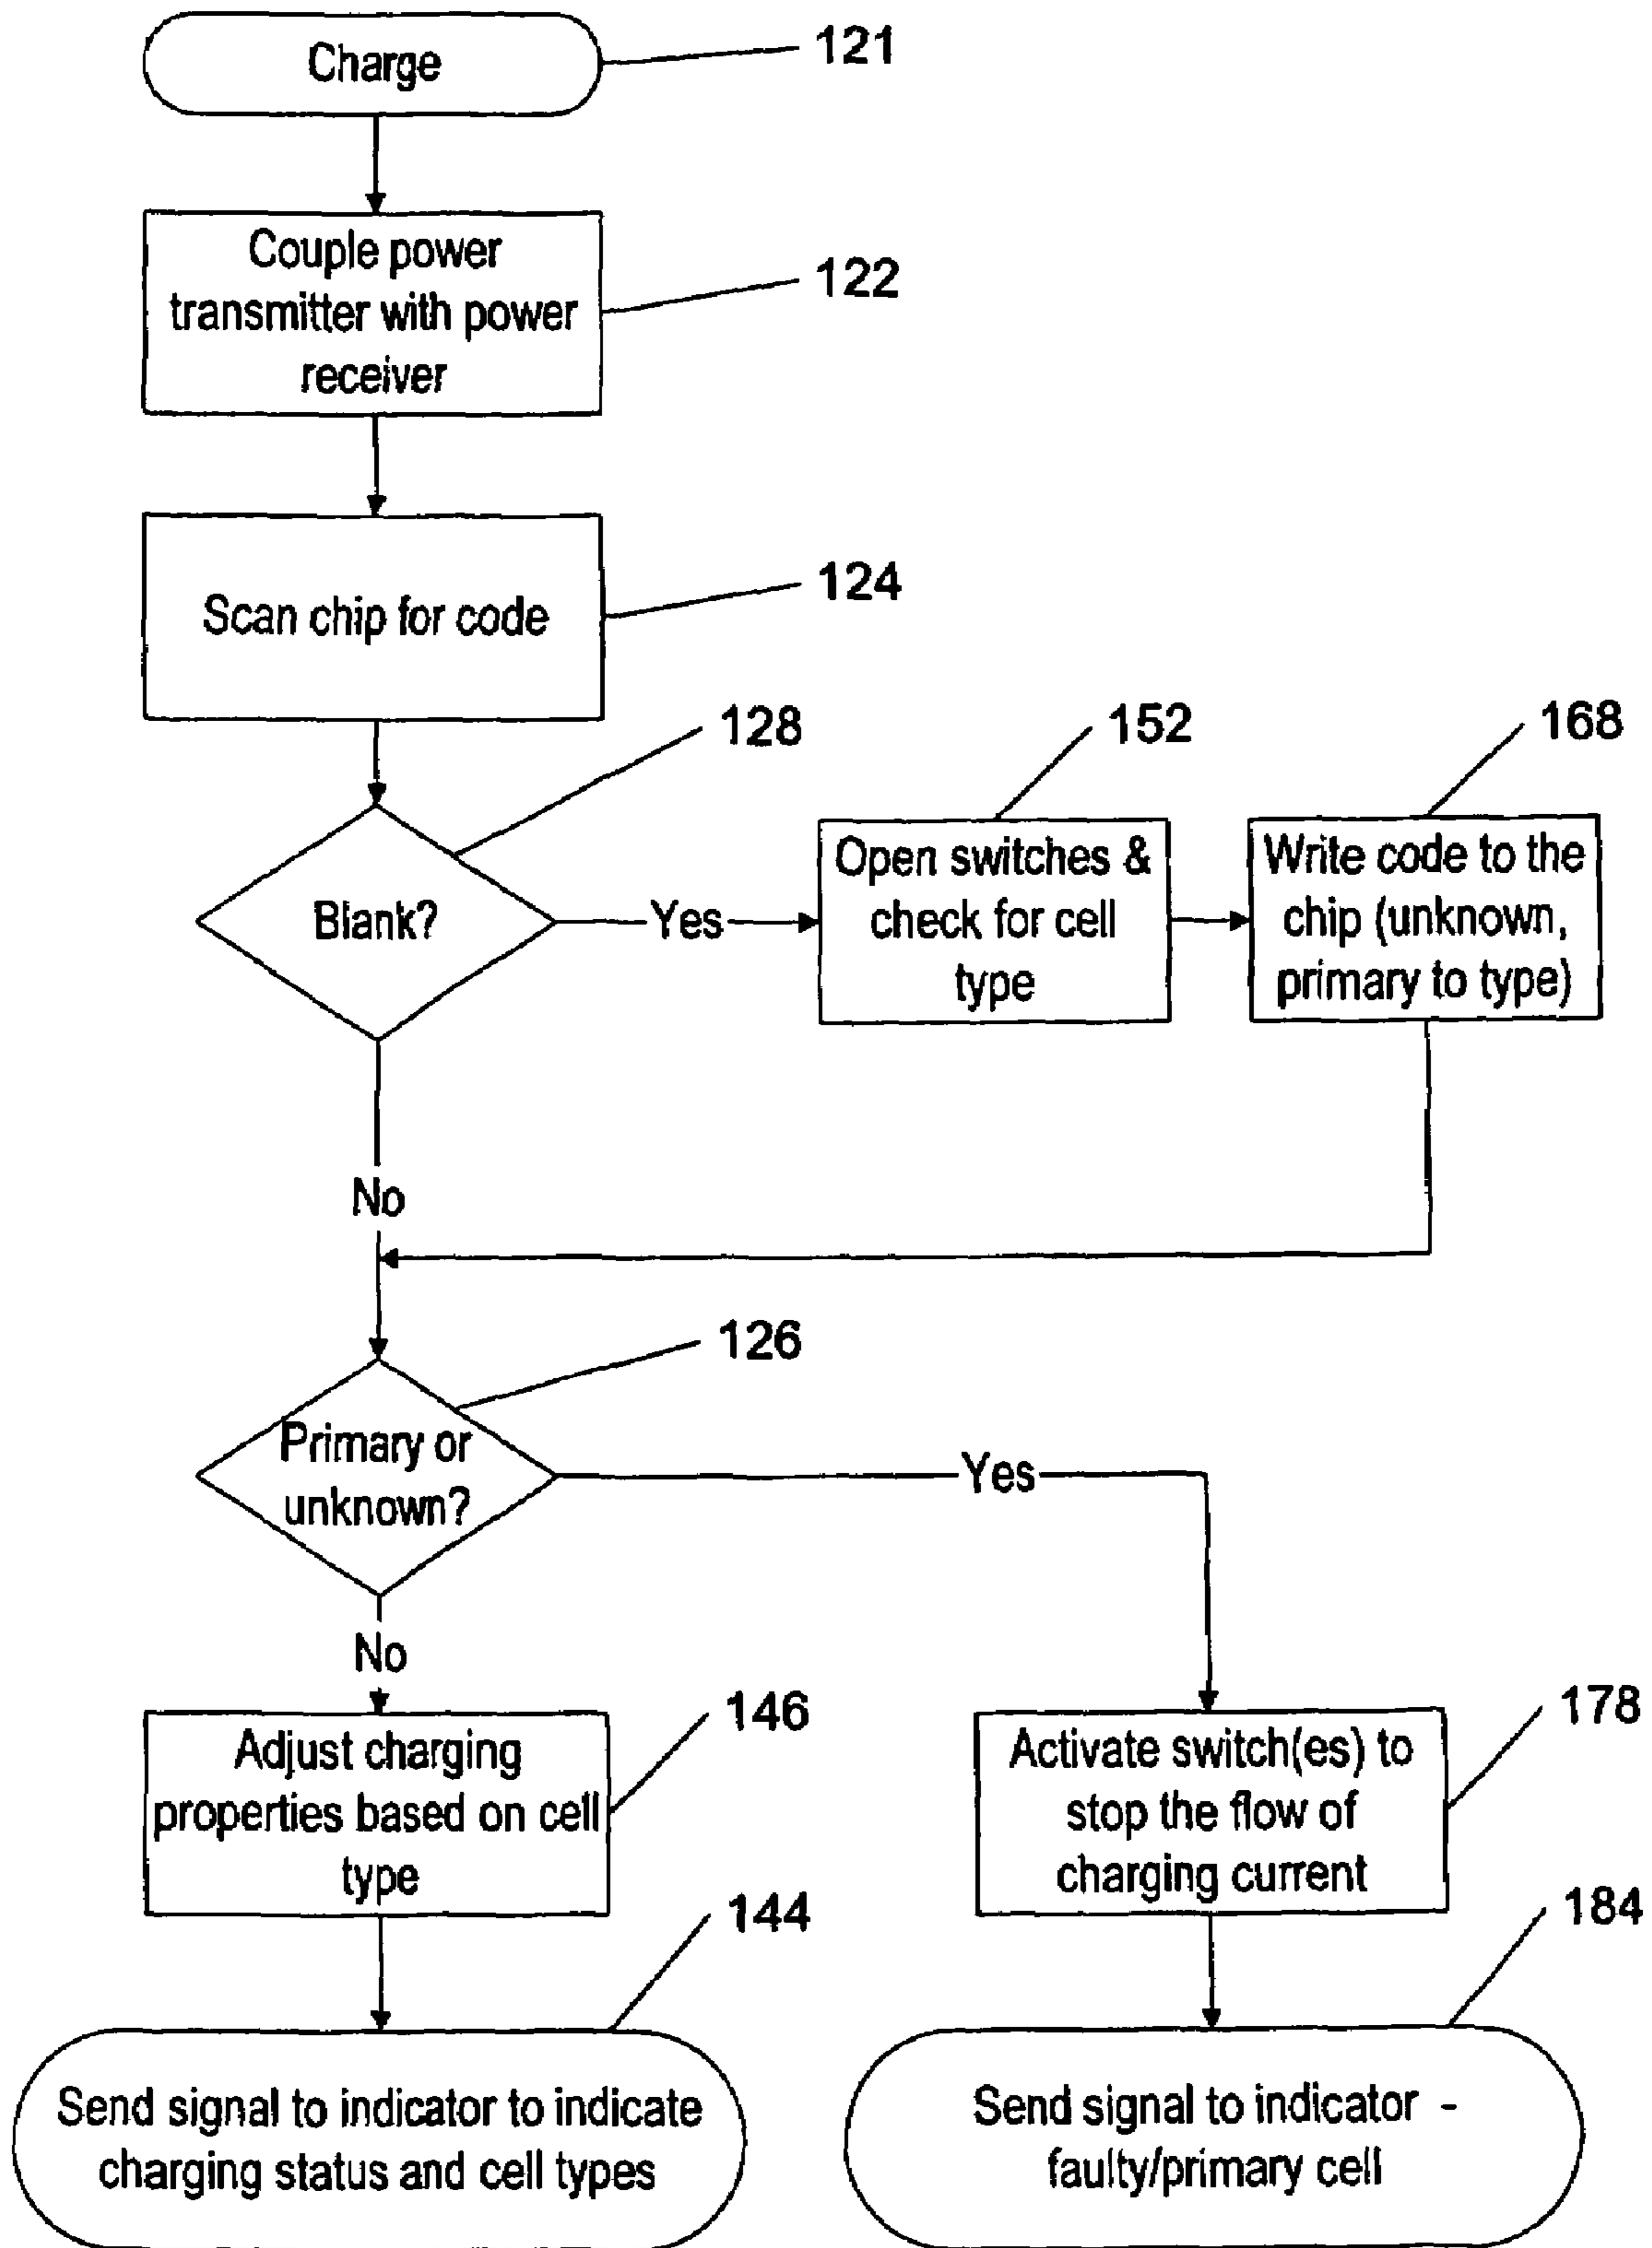 Charge
121
Couple power
transmitter with power
receiver
122
Scan chip for code
124
128
152
168
Blank?
Yes
Open switches &
check for cell
type
Write code to the
chip (unknown,
primary to type)
No
126
Primary or
unknown?
Yes
No
146
178
Adjust charging
properties based on cell
type
Activate switch(es) to
stop the flow of
charging current
144
184
Send signal to indicator to indicate
charging status and cell types
Send signal to indicator -
faulty/primary cell